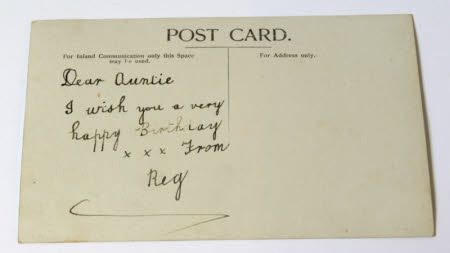 POST CARD.
For Inland Communication only this Space
may be used.
For Address only.
Dear Auntie
I wish you a very
happy Birthday
x x x From
Reg